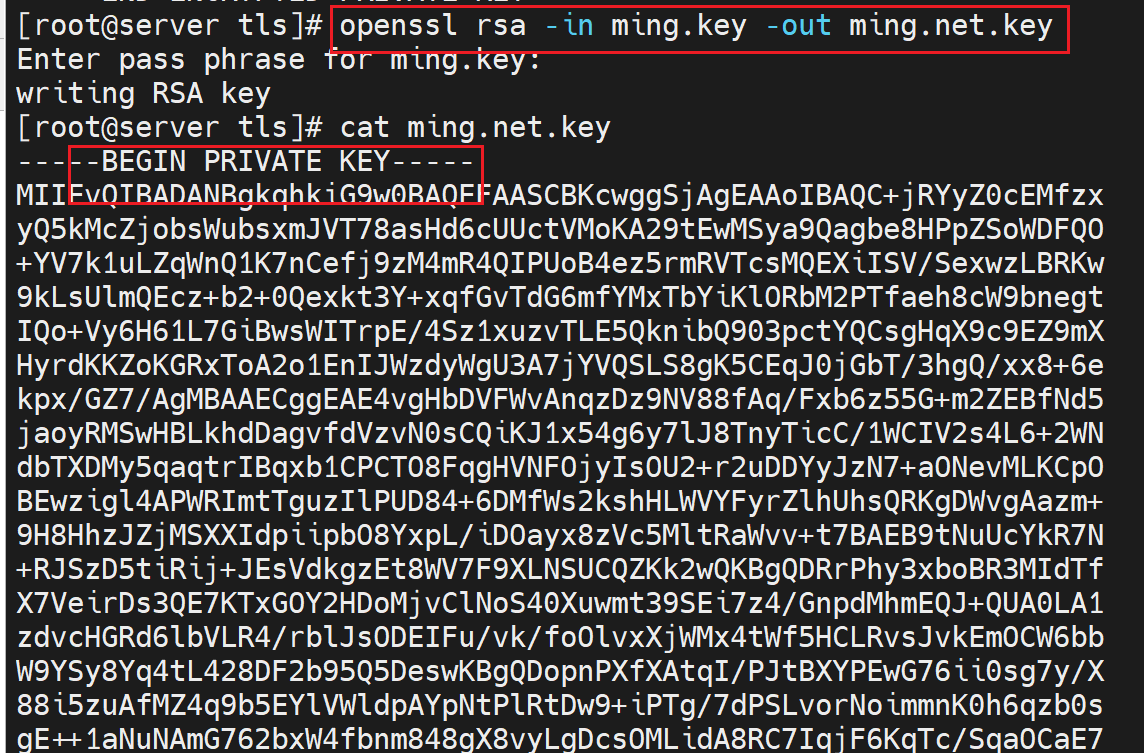 [root@server tls]# openssl rsa -in ming.key -out ming.net.key
Enter pass phrase for ming.key:
writing RSA key
[root@server tls]# cat ming.net.key
-----BEGIN PRIVATE KEY-----
MIIEvQIBADANBgkqhkiG9w0BAQEFAASCBKcwggSjAgEAAoIBAQC+jRYyZ0cEMfzx
yQ5kMcZjobsWubsxmJVT78asHd6cUUctVMoKA29tEwMSya9Qagbe8HPpZSoWDFQO
+YV7k1uLZqWnQ1K7nCefj9zM4mR4QIPUoB4ez5rmRVTcsMQEXiISV/SexwzLBRKw
9kLsUlmQEcz+b2+0Qexkt3Y+xqfGvTdG6mfYMxTbYiKlORbM2PTfaeh8cW9bnegt
IQo+Vy6H61L7GiBwsWITrpE/4Sz1xuzvTLE5QknibQ903pctYQCsgHqX9c9EZ9mX
HyrdKKZoKGRxToA2o1EnIJWzdyWgU3A7jYVQSLS8gK5CEqJ0jGbT/3hgQ/xx8+6e
kpx/GZ7/AgMBAAECggEAE4vgHbDVFWvAnqzDz9NV88fAq/Fxb6z55G+m2ZEBfNd5
jaoyRMSwHBLkhdDagvfdVzvN0sCQiKJ1x54g6y7lJ8TnyTicC/1WCIV2s4L6+2WN
dbTXDMy5qaqtrIBqxb1CPCTO8FqgHVNFOjyIsOU2+r2uDDYyJzN7+aONevMLKCpO
BEwzigl4APWRImtTguzIlPUD84+6DMfWs2kshHLWVYFyrZlhUhsQRKgDWvgAazm+
9H8HhzJZjMSXXIdpiipbO8YxpL/iDOayx8zVc5MltRaWvv+t7BAEB9tNuUcYkR7N
+RJSzD5tiRij+JEsVdkgzEt8WV7F9XLNSUCQZKk2wQKBgQDRrPhy3xboBR3MIdTf
X7VeirDs3QE7KTxGOY2HDoMjvClNoS40Xuwmt39SEi7z4/GnpdMhmEQJ+QUA0LA1
zdvcHGRd6lbVLR4/rblJsODEIFu/vk/foOlvxXjWMx4tWf5HCLRvsJvkEmOCW6bb
W9YSy8Yq4tL428DF2b95Q5DeswKBgQDopnPXfXAtqI/PJtBXYPEwG76ii0sg7y/X
88i5zuAfMZ4q9b5EYlVWldpAYpNtPlRtDw9+iPTg/7dPSLvorNoimmnK0h6qzb0s
gE++1aNuNAmG762bxW4fbnm848gX8vyLgDcsOMLidA8RC7IqjF6KqTc/SqaOCaE7